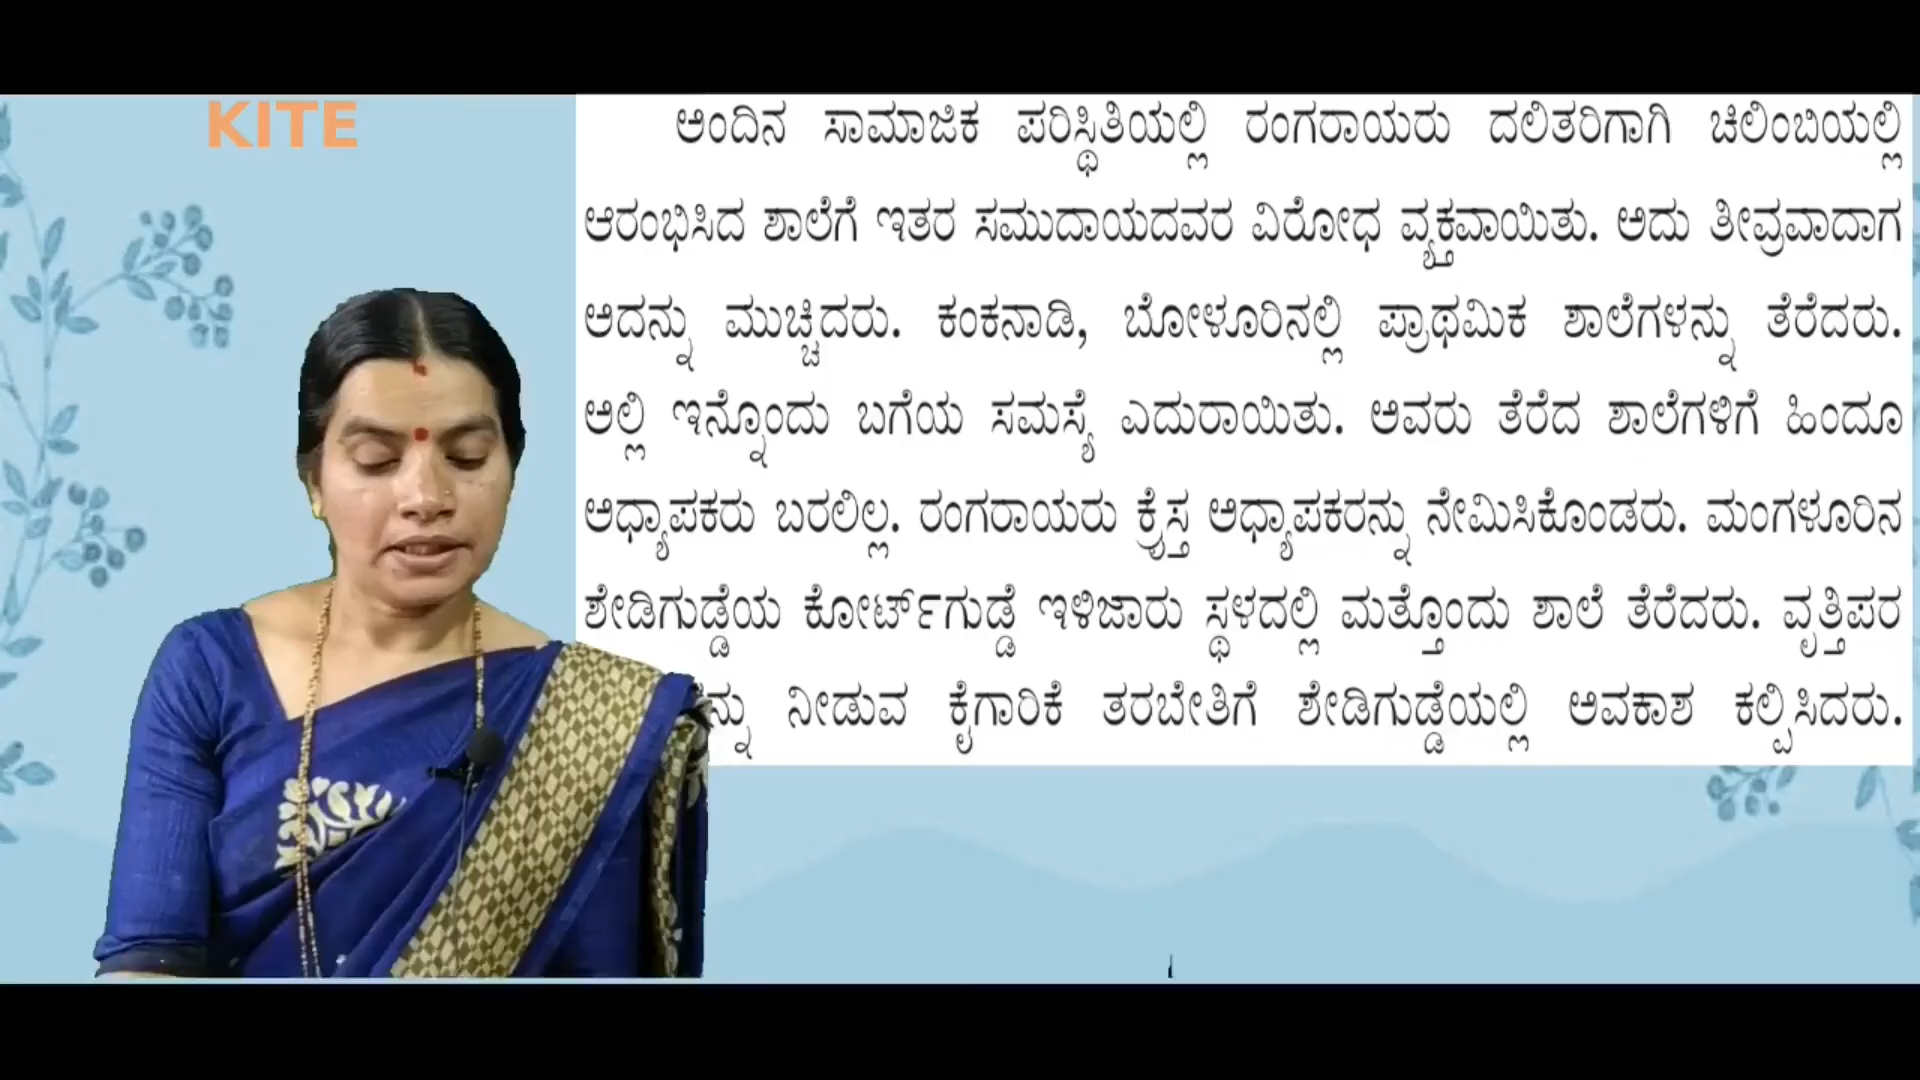 KITE
ಅಂದಿನ ಸಾಮಾಜಿಕ ಪರಿಸ್ಥಿತಿಯಲ್ಲಿ ರಂಗರಾಯರು ದಲಿತರಿಗಾಗಿ ಚಿಲಿಂಬಿಯಲ್ಲಿ
ಆರಂಭಿಸಿದ ಶಾಲೆಗೆ ಇತರ ಸಮುದಾಯದವರ ವಿರೋಧ ವ್ಯಕ್ತವಾಯಿತು. ಅದು ತೀವ್ರವಾದಾಗ
ಅದನ್ನು ಮುಚ್ಚಿದರು. ಕಂಕನಾಡಿ, ಬೋಳೂರಿನಲ್ಲಿ ಪ್ರಾಥಮಿಕ ಶಾಲೆಗಳನ್ನು ತೆರೆದರು.
ಅಲ್ಲಿ ಇನ್ನೊಂದು ಬಗೆಯ ಸಮಸ್ಯೆ ಎದುರಾಯಿತು. ಅವರು ತೆರೆದ ಶಾಲೆಗಳಿಗೆ ಹಿಂದೂ
ಅಧ್ಯಾಪಕರು ಬರಲಿಲ್ಲ. ರಂಗರಾಯರು ಕ್ರೈಸ್ತ ಅಧ್ಯಾಪಕರನ್ನು ನೇಮಿಸಿಕೊಂಡರು. ಮಂಗಳೂರಿನ
ಶೇಡಿಗುಡ್ಡೆಯ ಕೋರ್ಟ್‌ಗುಡ್ಡೆ ಇಳಿಜಾರು ಸ್ಥಳದಲ್ಲಿ ಮತ್ತೊಂದು ಶಾಲೆ ತೆರೆದರು. ವೃತ್ತಿಪರ
ನೀಡುವ ಕೈಗಾರಿಕೆ ತರಬೇತಿಗೆ ಶೇಡಿಗುಡ್ಡೆಯಲ್ಲಿ ಅವಕಾಶ ಕಲ್ಪಿಸಿದರು.